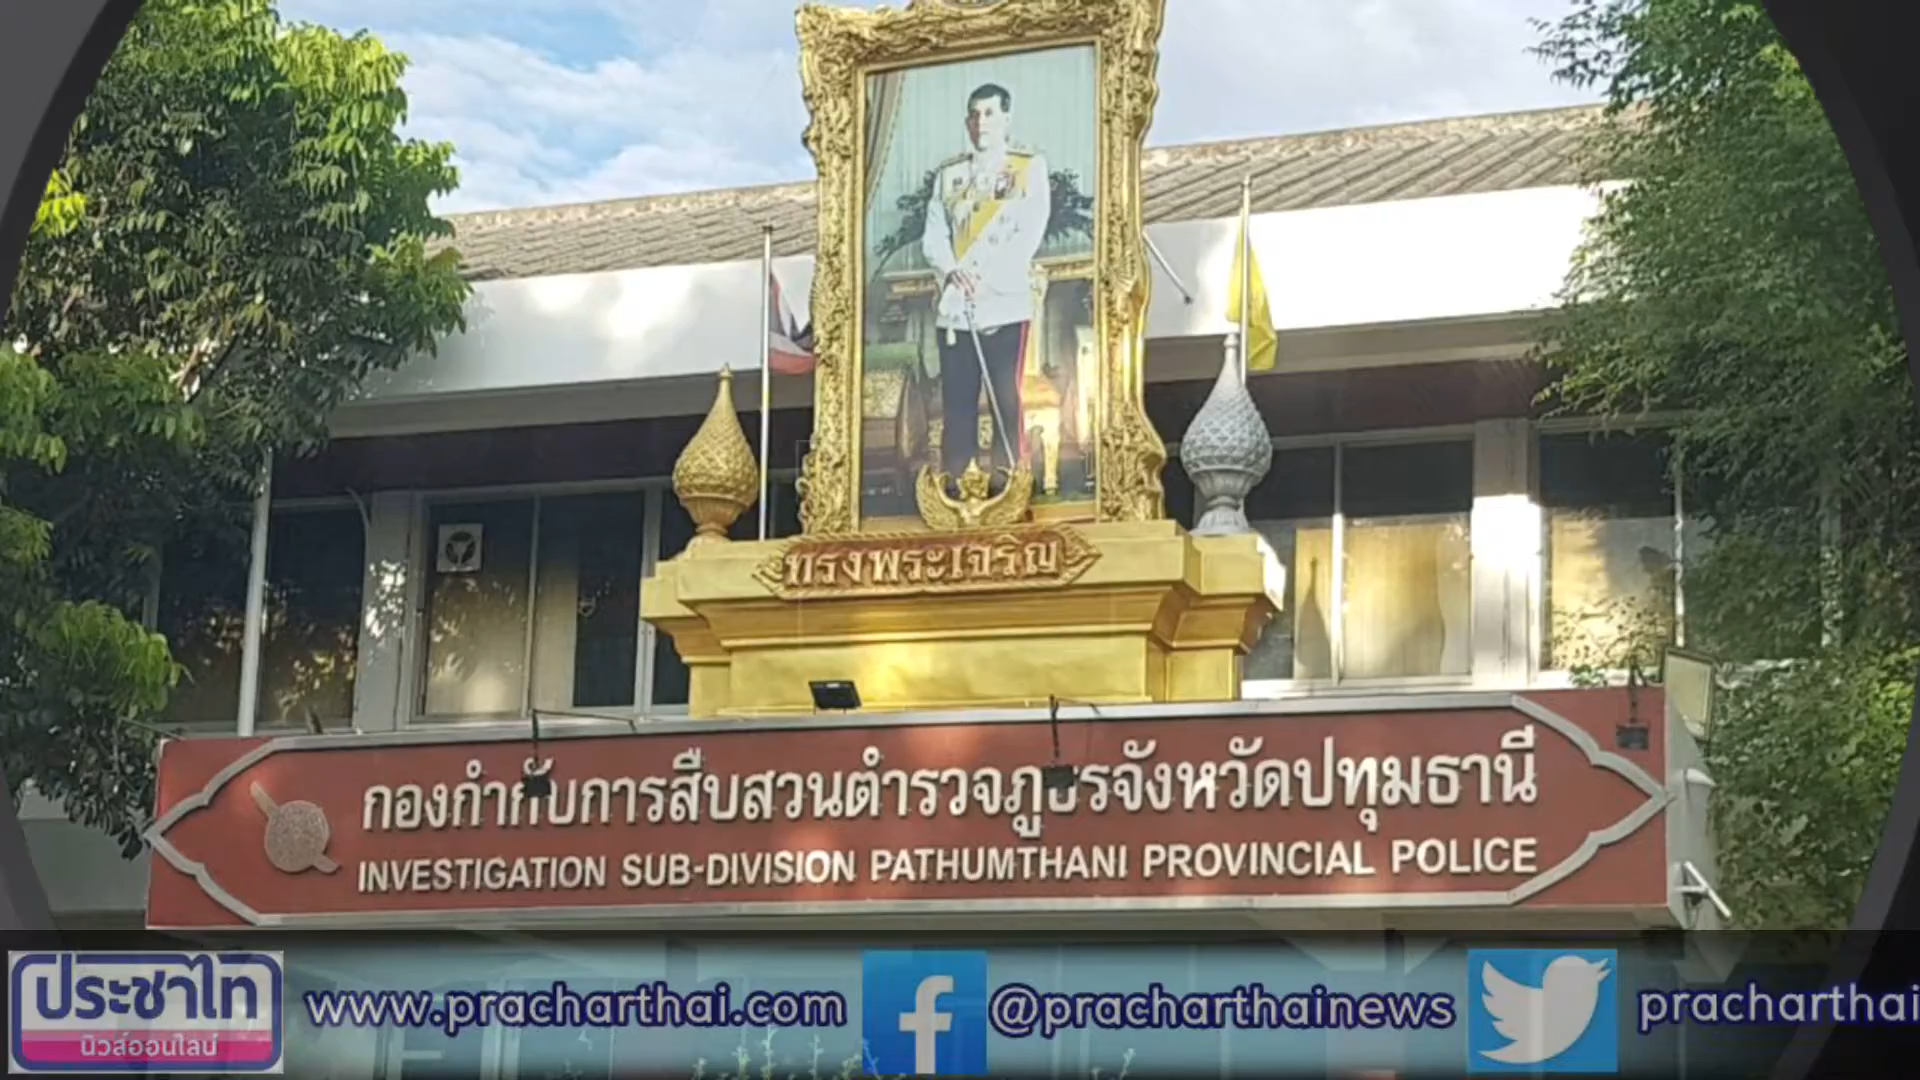 ทรงพระเจริญ
กองกำกับการสืบสวนตำรวจภูธรจังหวัดปทุมธานี
INVESTIGATION SUB-DIVISION PATHUMTHANI PROVINCIAL POLICE
ประชาไท
นิวส์ออนไลน์
www.pracharthai.com
@pracharthainews
pracharthai